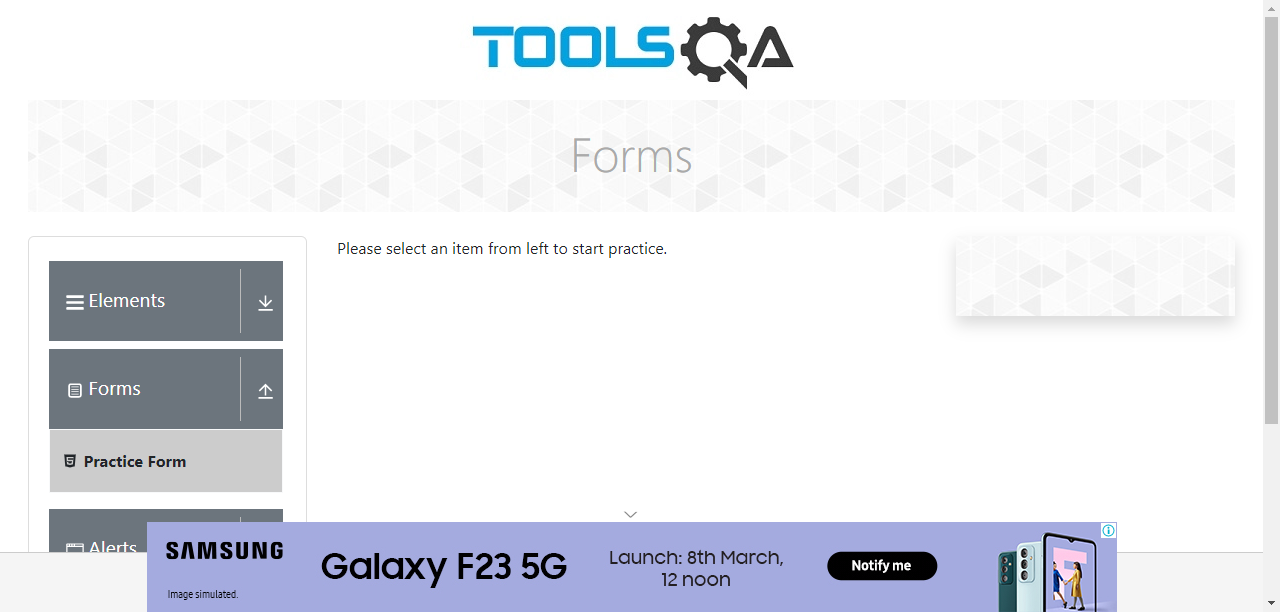 TOOLSQA
Forms
Elements
Please select an item from left to start practice.
Forms
Practice Form
Alerts
SAMSUNG
Galaxy F23 5G
Launch: 8th March,
12 noon
Notify me
Image simulated.